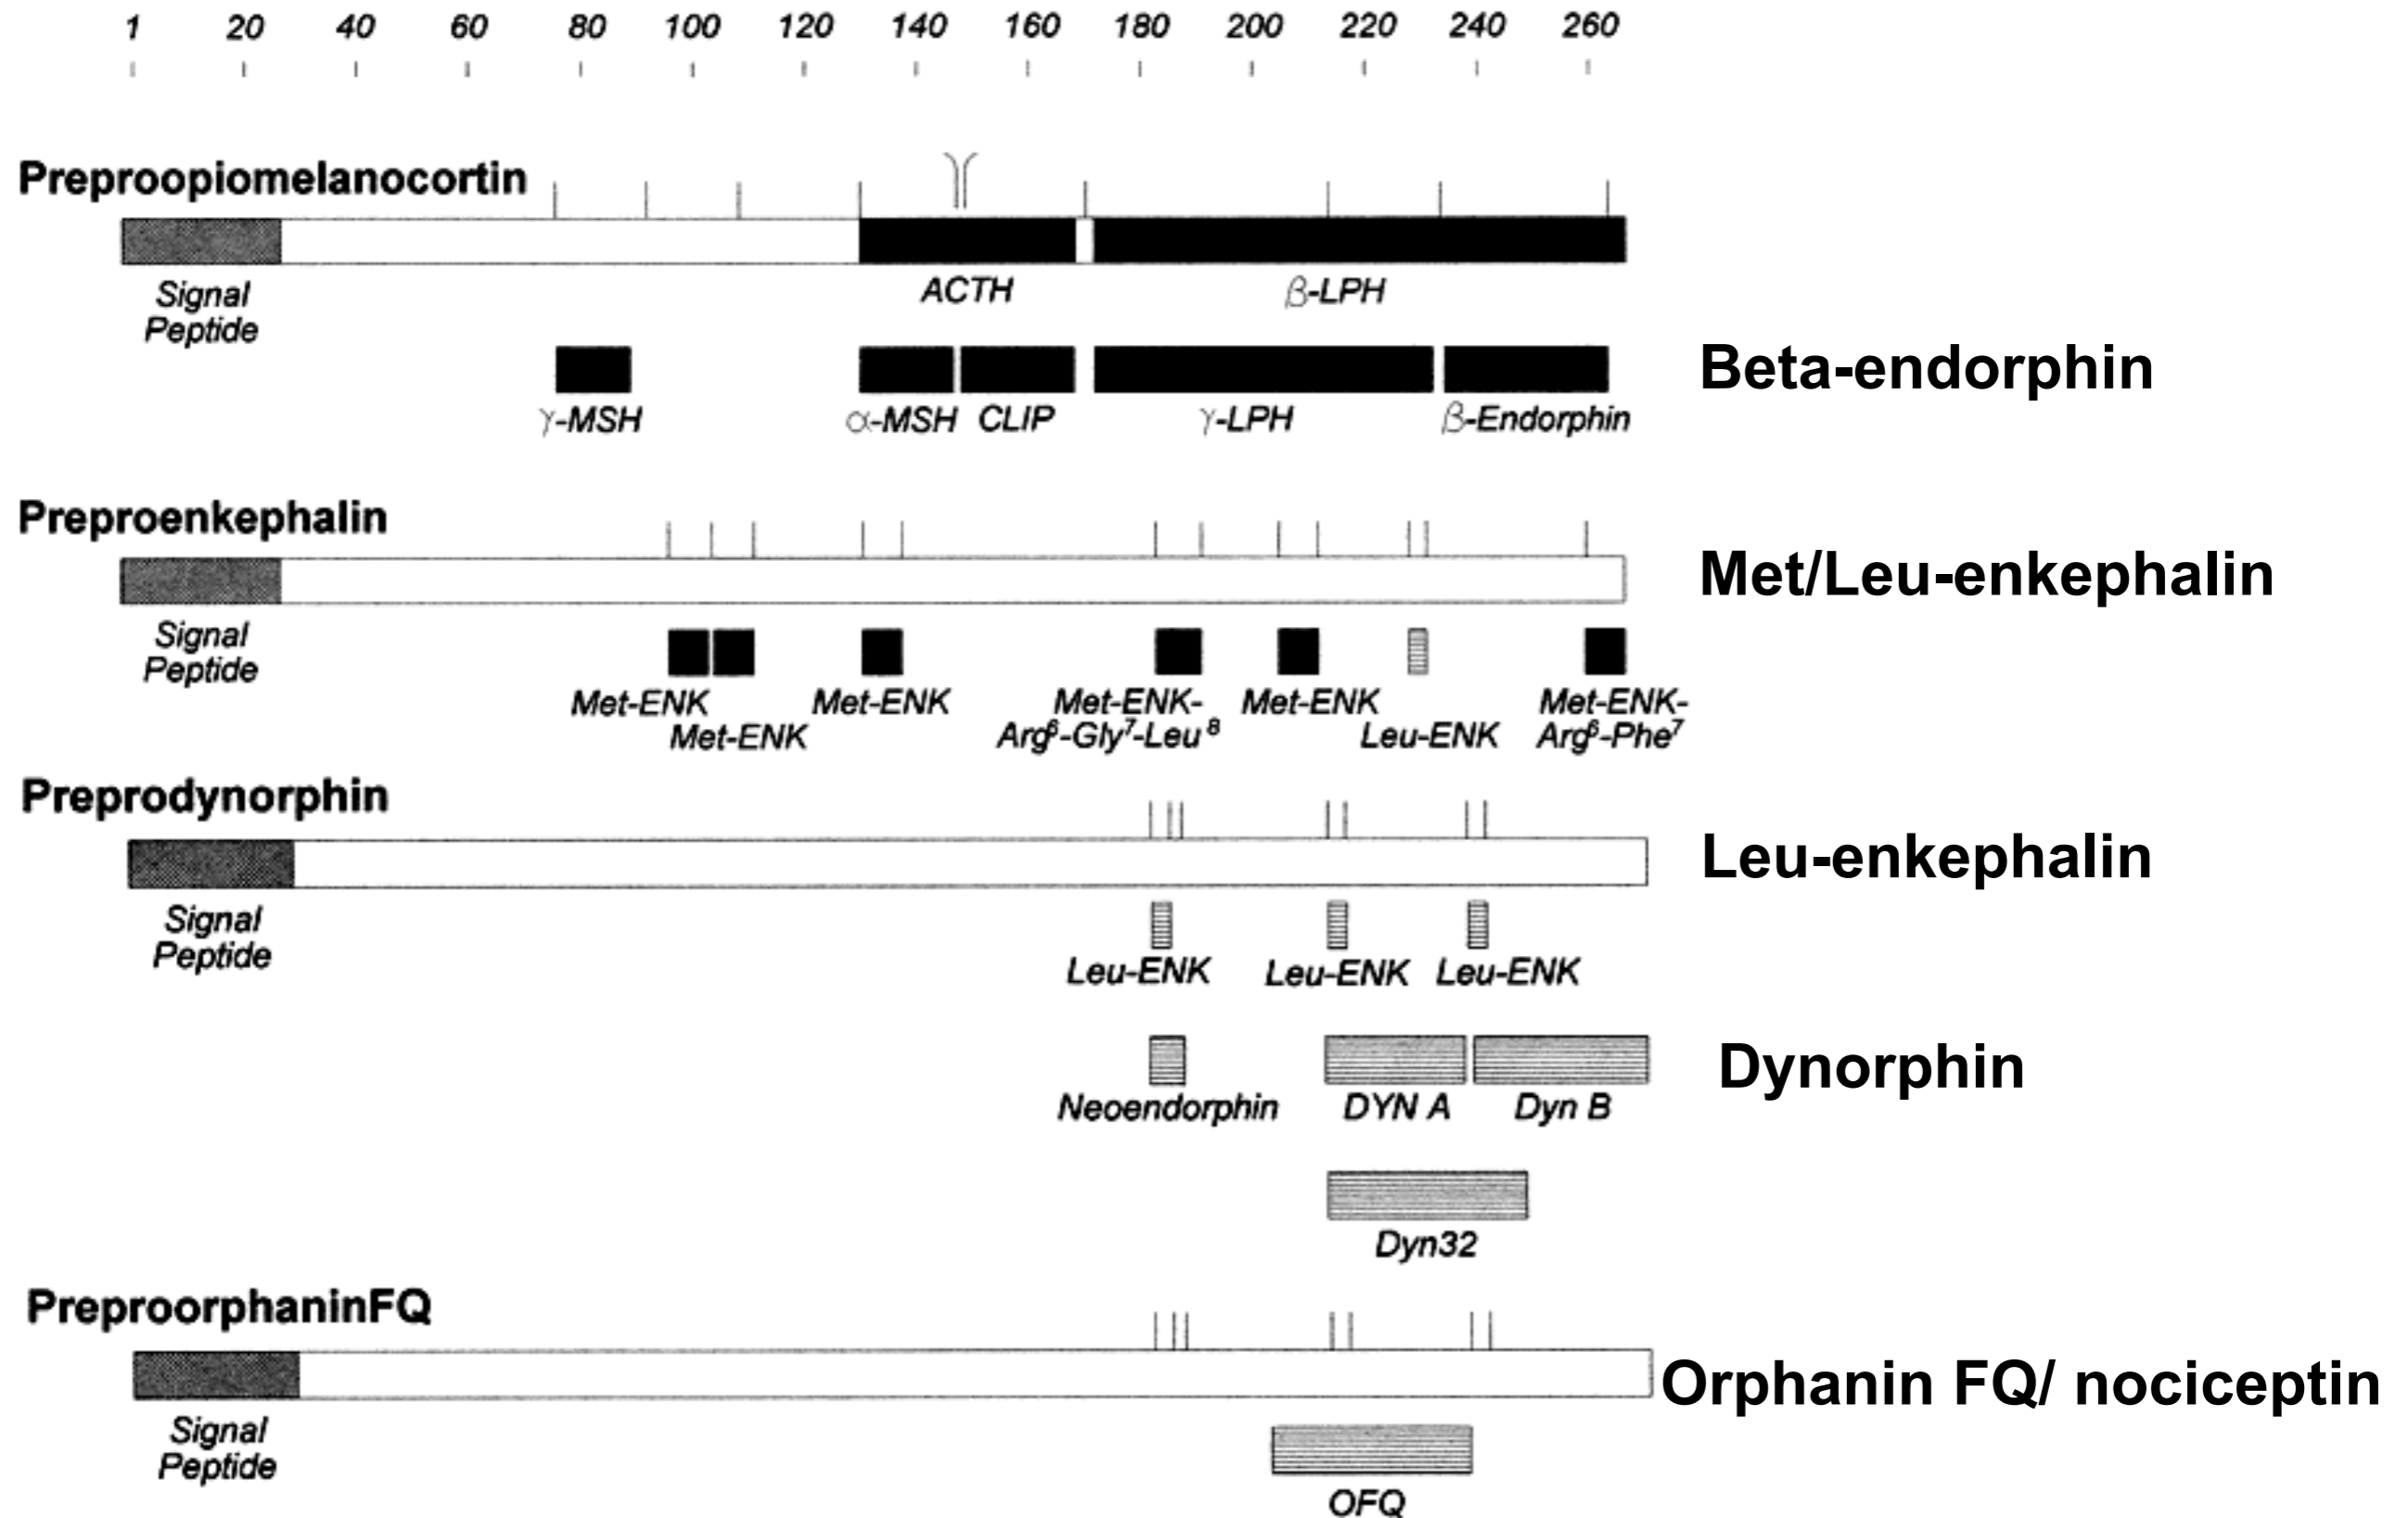 1 20 40 60 80 100 120 140 160 180 200 220 240 260
Preproopiomelanocortin
ACTH β-LPH
Signal
Peptide
Beta-endorphin
γ-MSH α-MSH CLIP γ-LPH β-Endorphin
Preproenkephalin
Met/Leu-enkephalin
Signal
Peptide
Met-ENK Met-ENK Met-ENK- Met-ENK Met-ENK-
Met-ENK Arg⁶-Gly⁷-Leu⁸ Leu-ENK Arg⁶-Phe⁷
Preprodynorphin
Leu-enkephalin
Signal
Peptide
Leu-ENK Leu-ENK Leu-ENK
Dynorphin
Neoendorphin DYN A Dyn B
Dyn32
PreproorphaninFQ
Orphanin FQ/ nociceptin
Signal
Peptide
OFQ